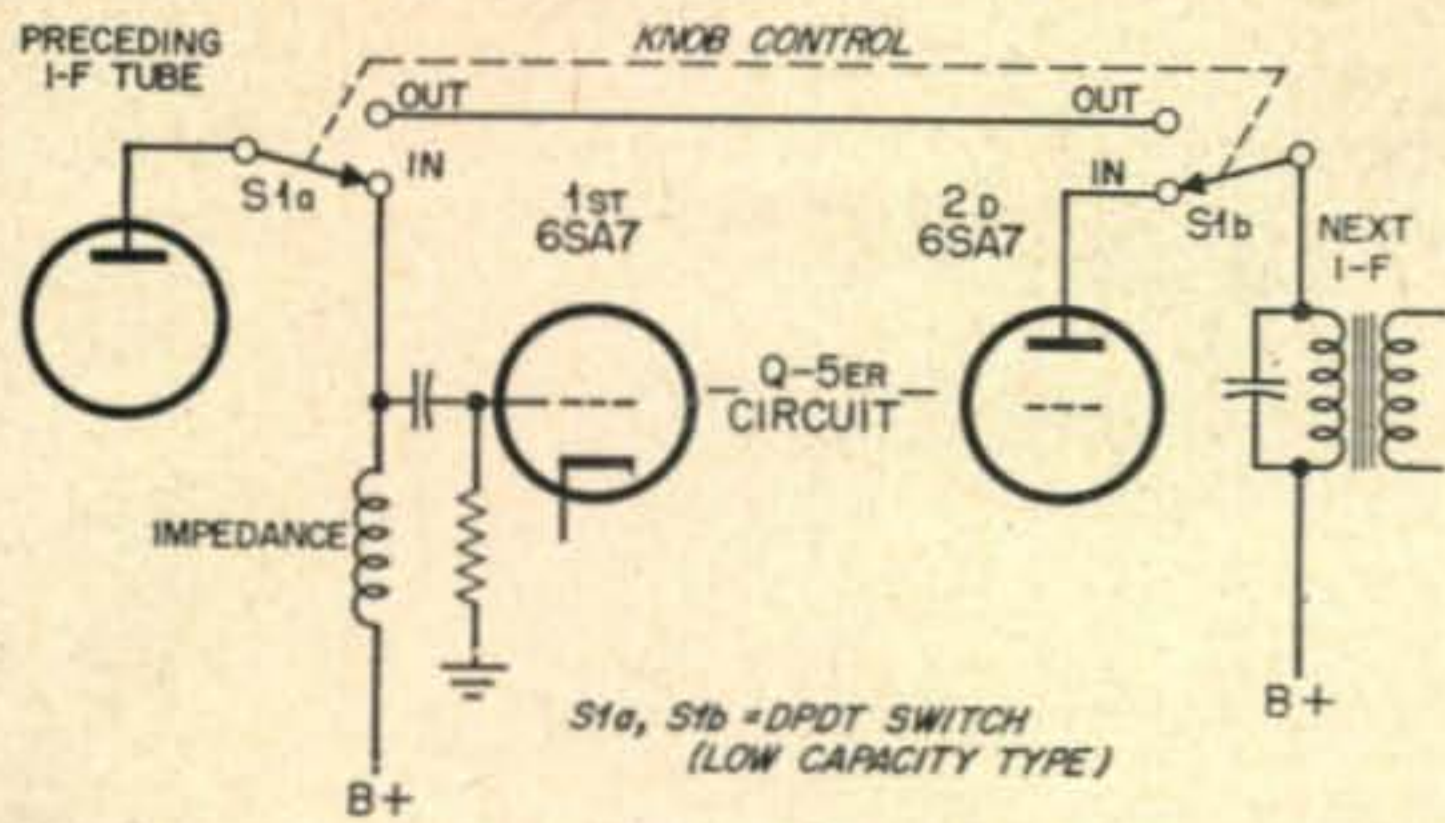 PRECEDING
I-F TUBE
KNOB CONTROL
OUT
OUT
IN
IN
S1a
S1b
1ST
6SA7
2D
6SA7
NEXT
I-F
Q-5ER
CIRCUIT
IMPEDANCE
B+
B+
S1a, S1b = DPDT SWITCH
(LOW CAPACITY TYPE)